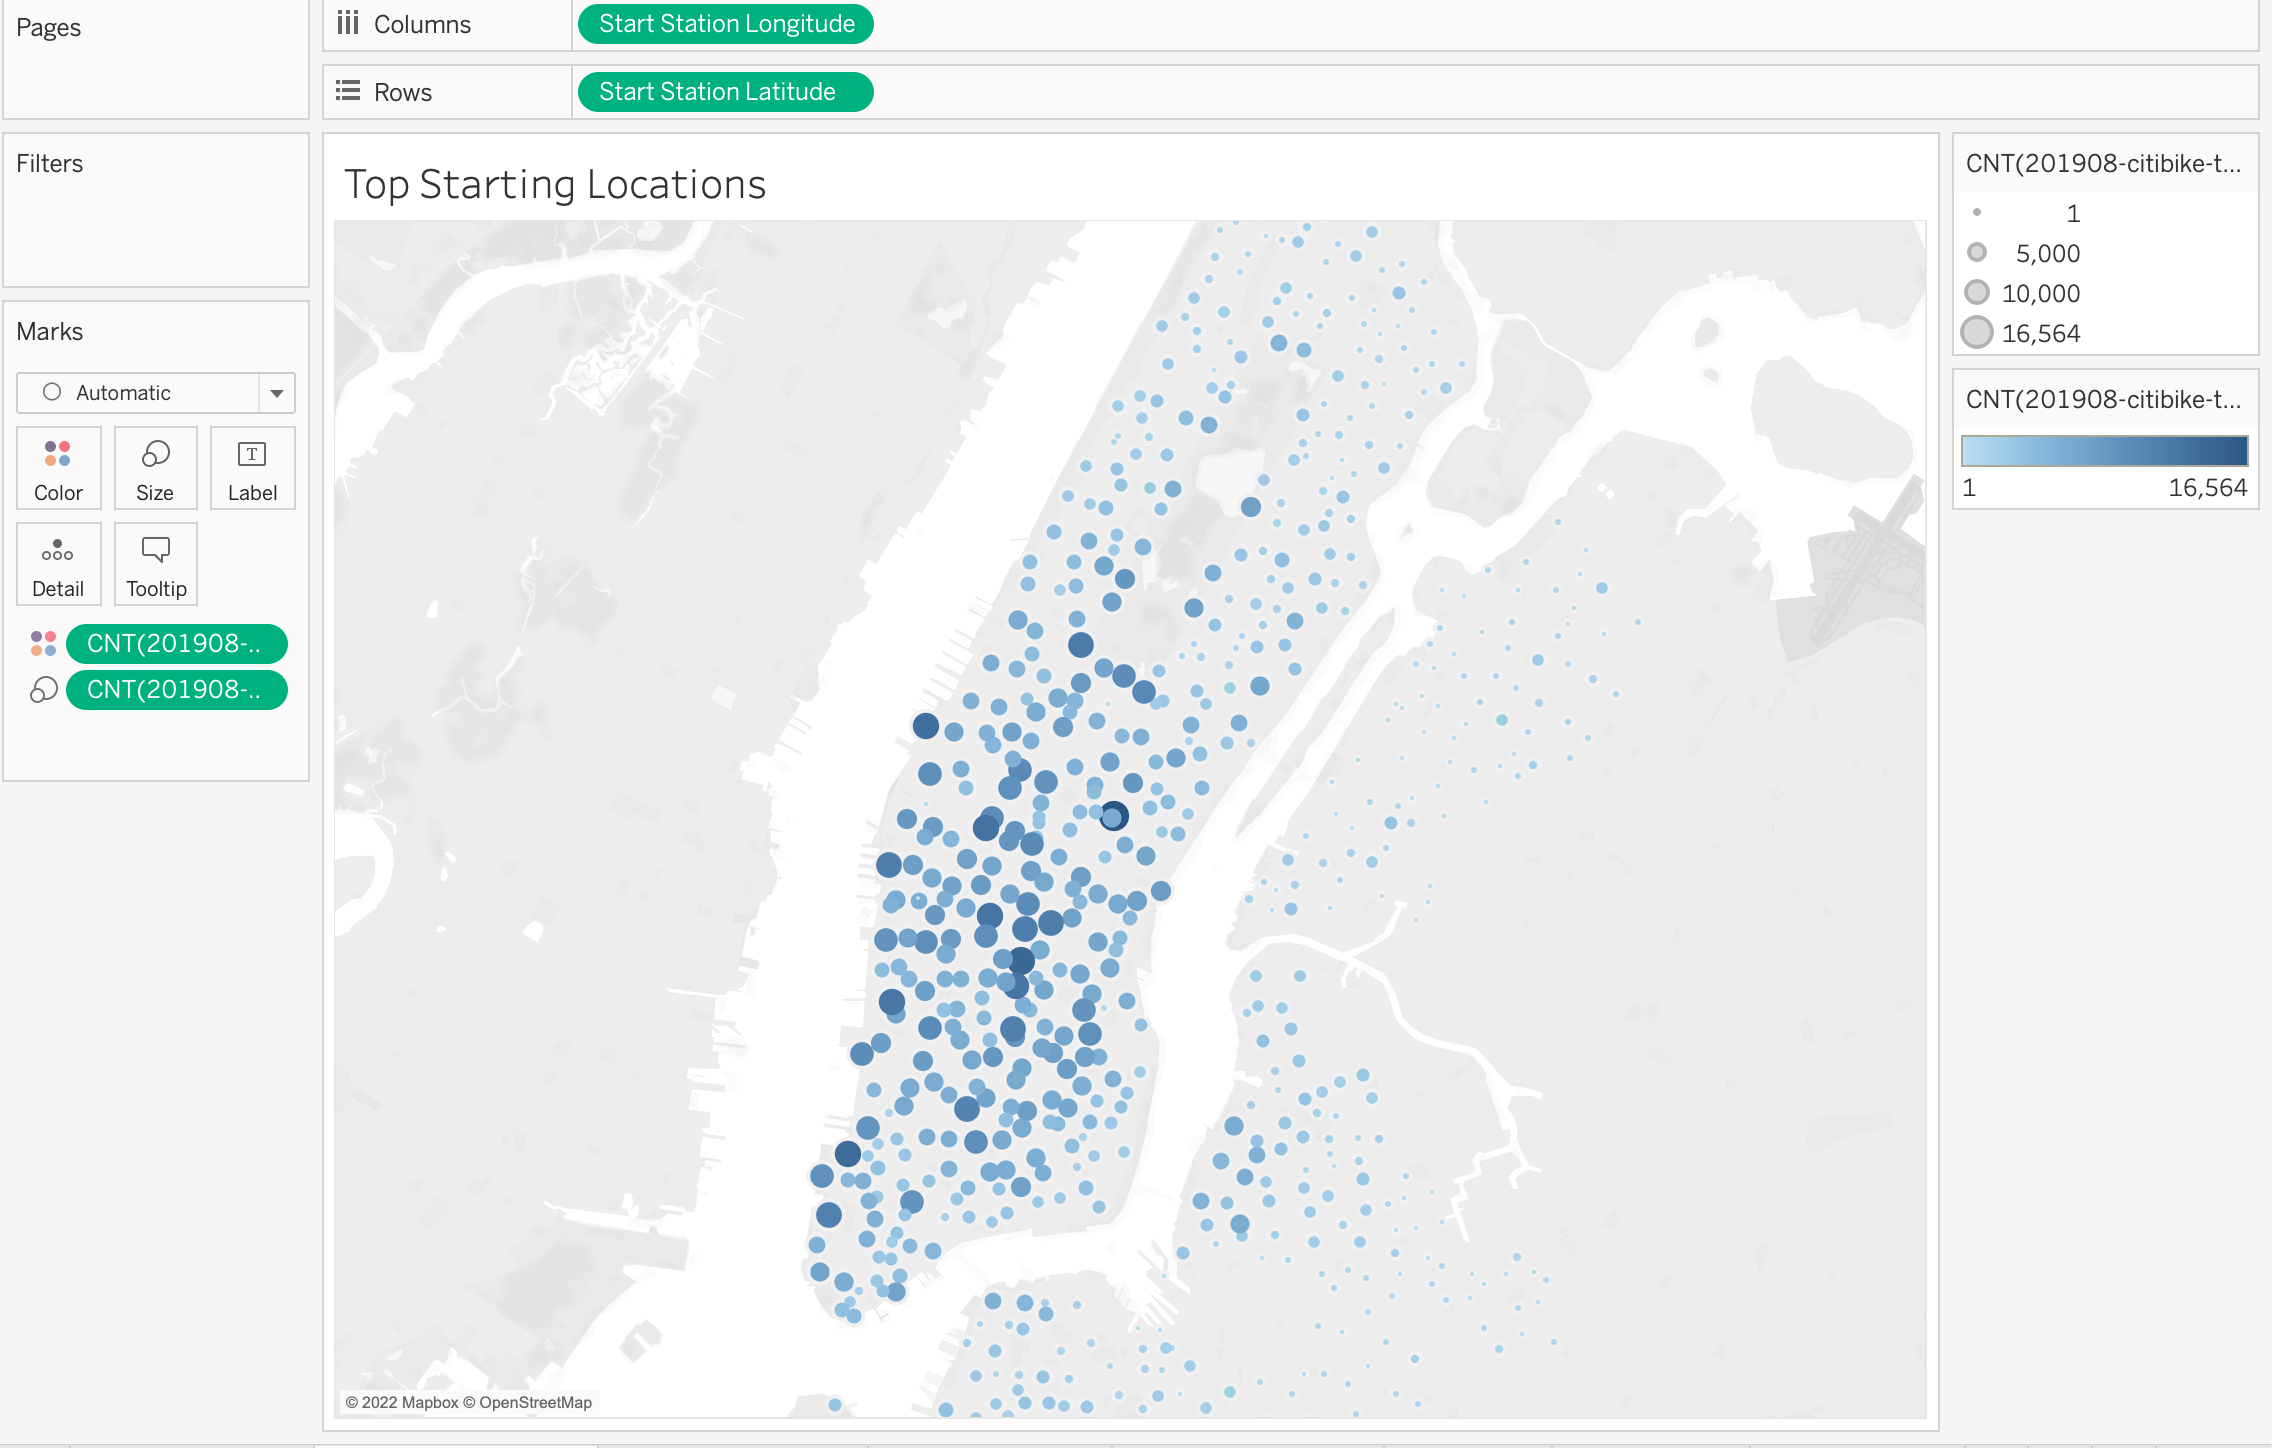 Pages
Columns
Start Station Longitude
Rows
Start Station Latitude
Filters
Marks
Automatic
Color
Size
T
Label
Detail
Tooltip
CNT(201908-..
CNT(201908-..
Top Starting Locations
© 2022 Mapbox © OpenStreetMap
CNT(201908-citibike-t...
1
5,000
10,000
16,564
CNT(201908-citibike-t...
1 16,564